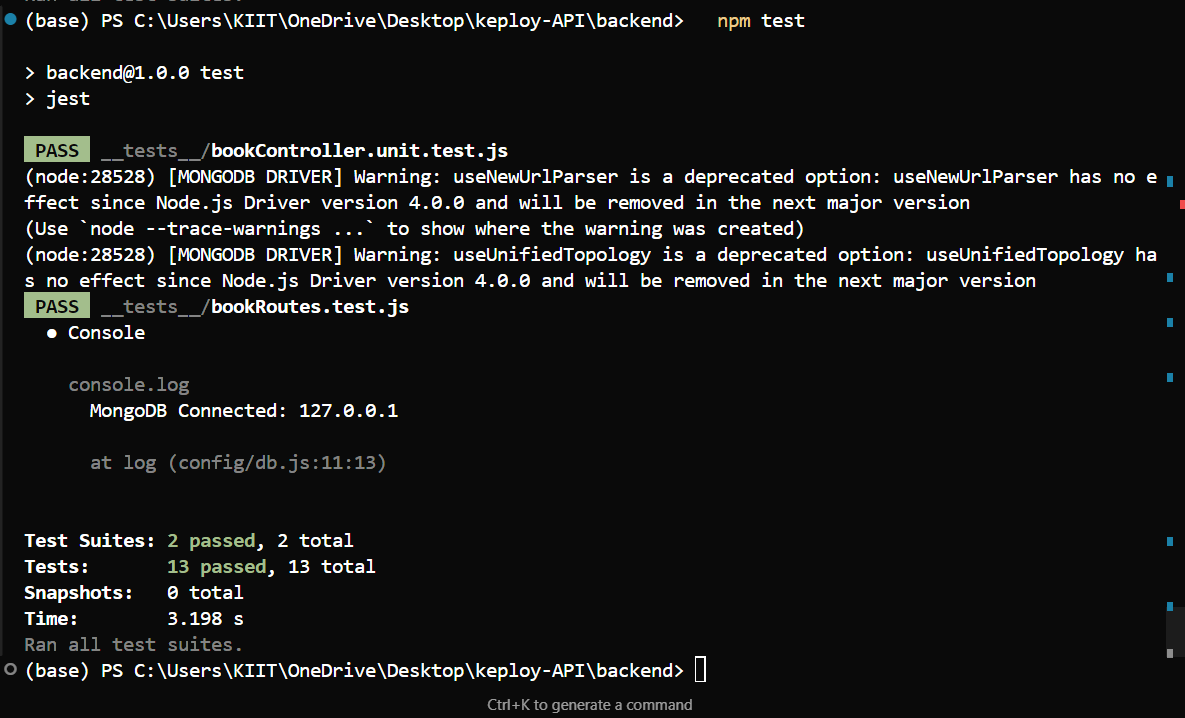 (base) PS C:\Users\KIIT\OneDrive\Desktop\keploy-API\backend>   npm test
> backend@1.0.0 test
> jest
PASS __tests__/bookController.unit.test.js
(node:28528) [MONGODB DRIVER] Warning: useNewUrlParser is a deprecated option: useNewUrlParser has no e
ffect since Node.js Driver version 4.0.0 and will be removed in the next major version
(Use `node --trace-warnings ...` to show where the warning was created)
(node:28528) [MONGODB DRIVER] Warning: useUnifiedTopology is a deprecated option: useUnifiedTopology ha
s no effect since Node.js Driver version 4.0.0 and will be removed in the next major version
PASS __tests__/bookRoutes.test.js
● Console
console.log
MongoDB Connected: 127.0.0.1
at log (config/db.js:11:13)
Test Suites: 2 passed, 2 total
Tests:       13 passed, 13 total
Snapshots:   0 total
Time:        3.198 s
Ran all test suites.
(base) PS C:\Users\KIIT\OneDrive\Desktop\keploy-API\backend>
Ctrl+K to generate a command